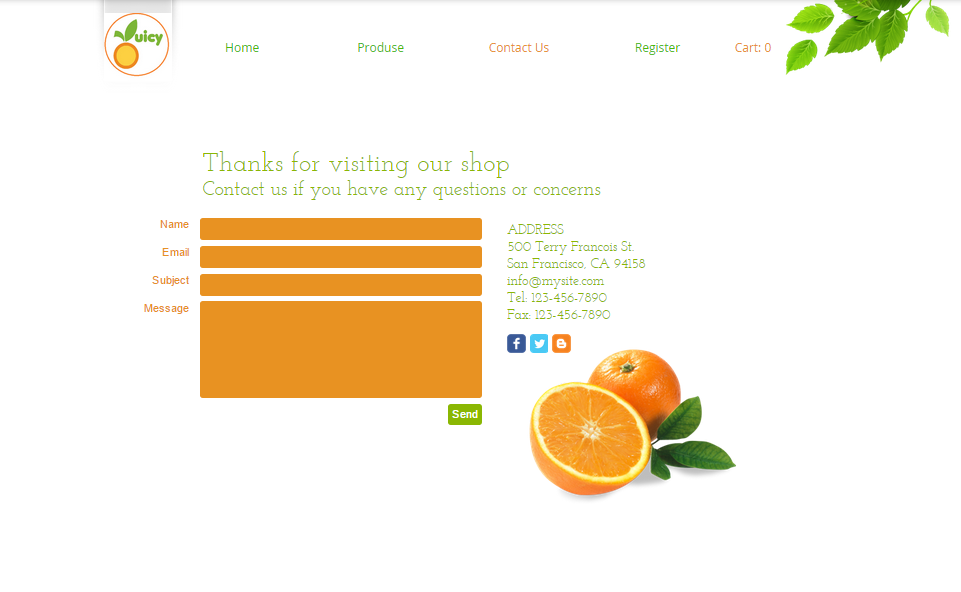 Juicy
Home
Produse
Contact Us
Register
Cart: 0
Thanks for visiting our shop
Contact us if you have any questions or concerns
Name
Email
Subject
Message
Send
ADDRESS
500 Terry Francois St.
San Francisco, CA 94158
info@mysite.com
Tel: 123-456-7890
Fax: 123-456-7890